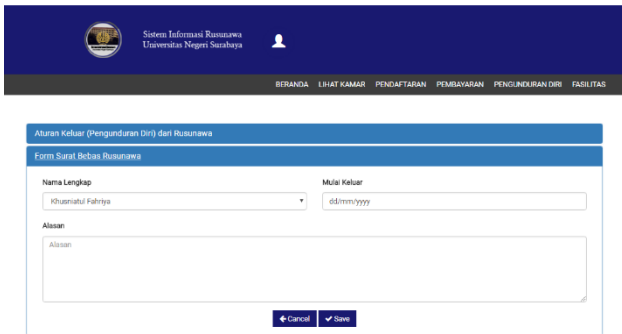 Sistem Informasi Rusunawa
Universitas Negeri Surabaya
BERANDA LIHAT KAMAR PENDAFTARAN PEMBAYARAN PENGUNDURAN DIRI FASILITAS
Aturan Keluar (Pengunduran Diri) dari Rusunawa
Form Surat Bebas Rusunawa
Nama Lengkap Mulai Keluar
Khusniatul Fahriya dd/mm/yyyy
Alasan
Alasan
Cancel Save